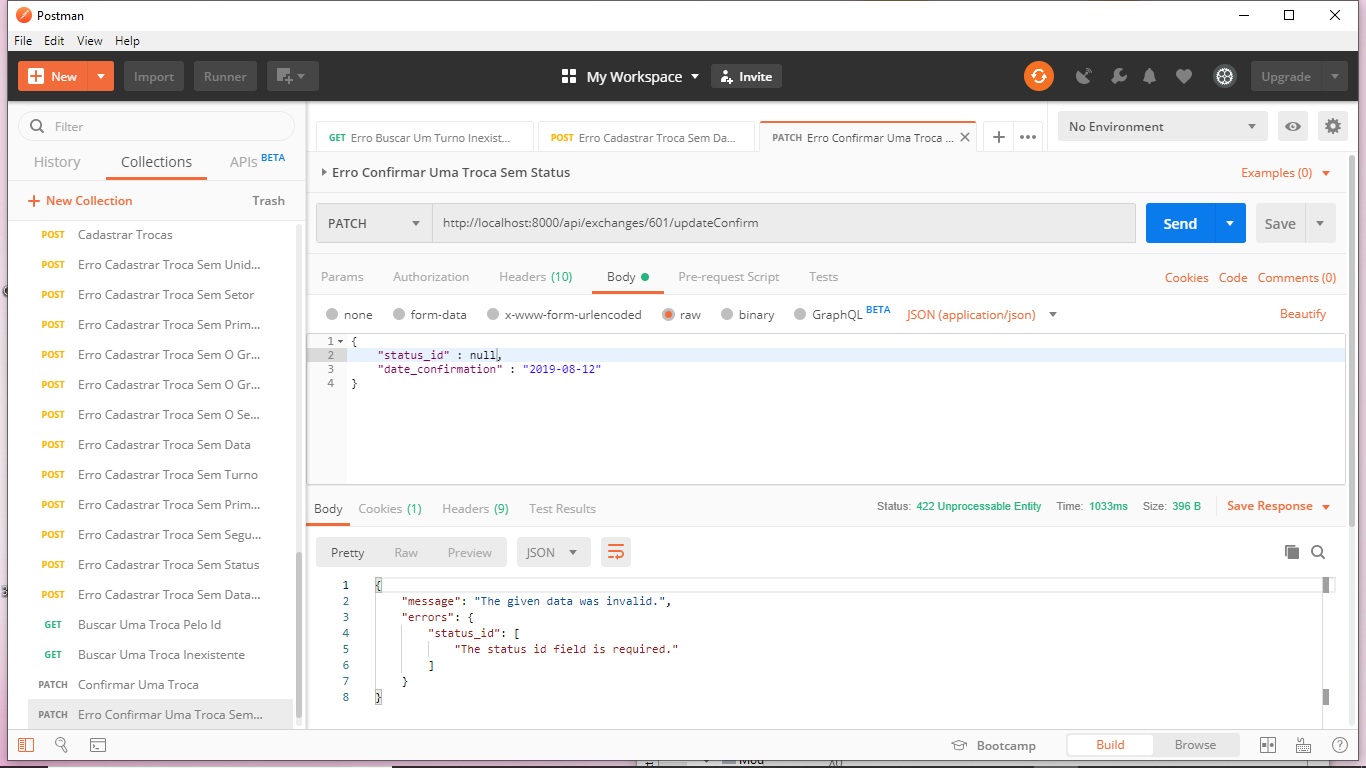 Postman
File Edit View Help
New Import Runner My Workspace Invite Upgrade
Filter
History Collections APIs BETA
New Collection Trash
POST Cadastrar Trocas
POST Erro Cadastrar Troca Sem Unid...
POST Erro Cadastrar Troca Sem Setor
POST Erro Cadastrar Troca Sem Prim...
POST Erro Cadastrar Troca Sem O Gr...
POST Erro Cadastrar Troca Sem O Gr...
POST Erro Cadastrar Troca Sem O Se...
POST Erro Cadastrar Troca Sem Data
POST Erro Cadastrar Troca Sem Turno
POST Erro Cadastrar Troca Sem Prim...
POST Erro Cadastrar Troca Sem Segu...
POST Erro Cadastrar Troca Sem Status
POST Erro Cadastrar Troca Sem Data...
GET Buscar Uma Troca Pelo Id
GET Buscar Uma Troca Inexistente
PATCH Confirmar Uma Troca
PATCH Erro Confirmar Uma Troca Sem...
GET Erro Buscar Um Turno Inexist... POST Erro Cadastrar Troca Sem Da... PATCH Erro Confirmar Uma Troca ... No Environment
Erro Confirmar Uma Troca Sem Status Examples (0)
PATCH http://localhost:8000/api/exchanges/601/updateConfirm Send Save
Params Authorization Headers (10) Body Pre-request Script Tests Cookies Code Comments (0)
none form-data x-www-form-urlencoded raw binary GraphQL BETA JSON (application/json) Beautify
1 {
2 "status_id" : null,
3 "date_confirmation" : "2019-08-12"
4 }
Body Cookies (1) Headers (9) Test Results Status: 422 Unprocessable Entity Time: 1033ms Size: 396 B Save Response
Pretty Raw Preview JSON
1 {
2 "message": "The given data was invalid.",
3 "errors": {
4 "status_id": [
5 "The status id field is required."
6 ]
7 }
8 }
Bootcamp Build Browse